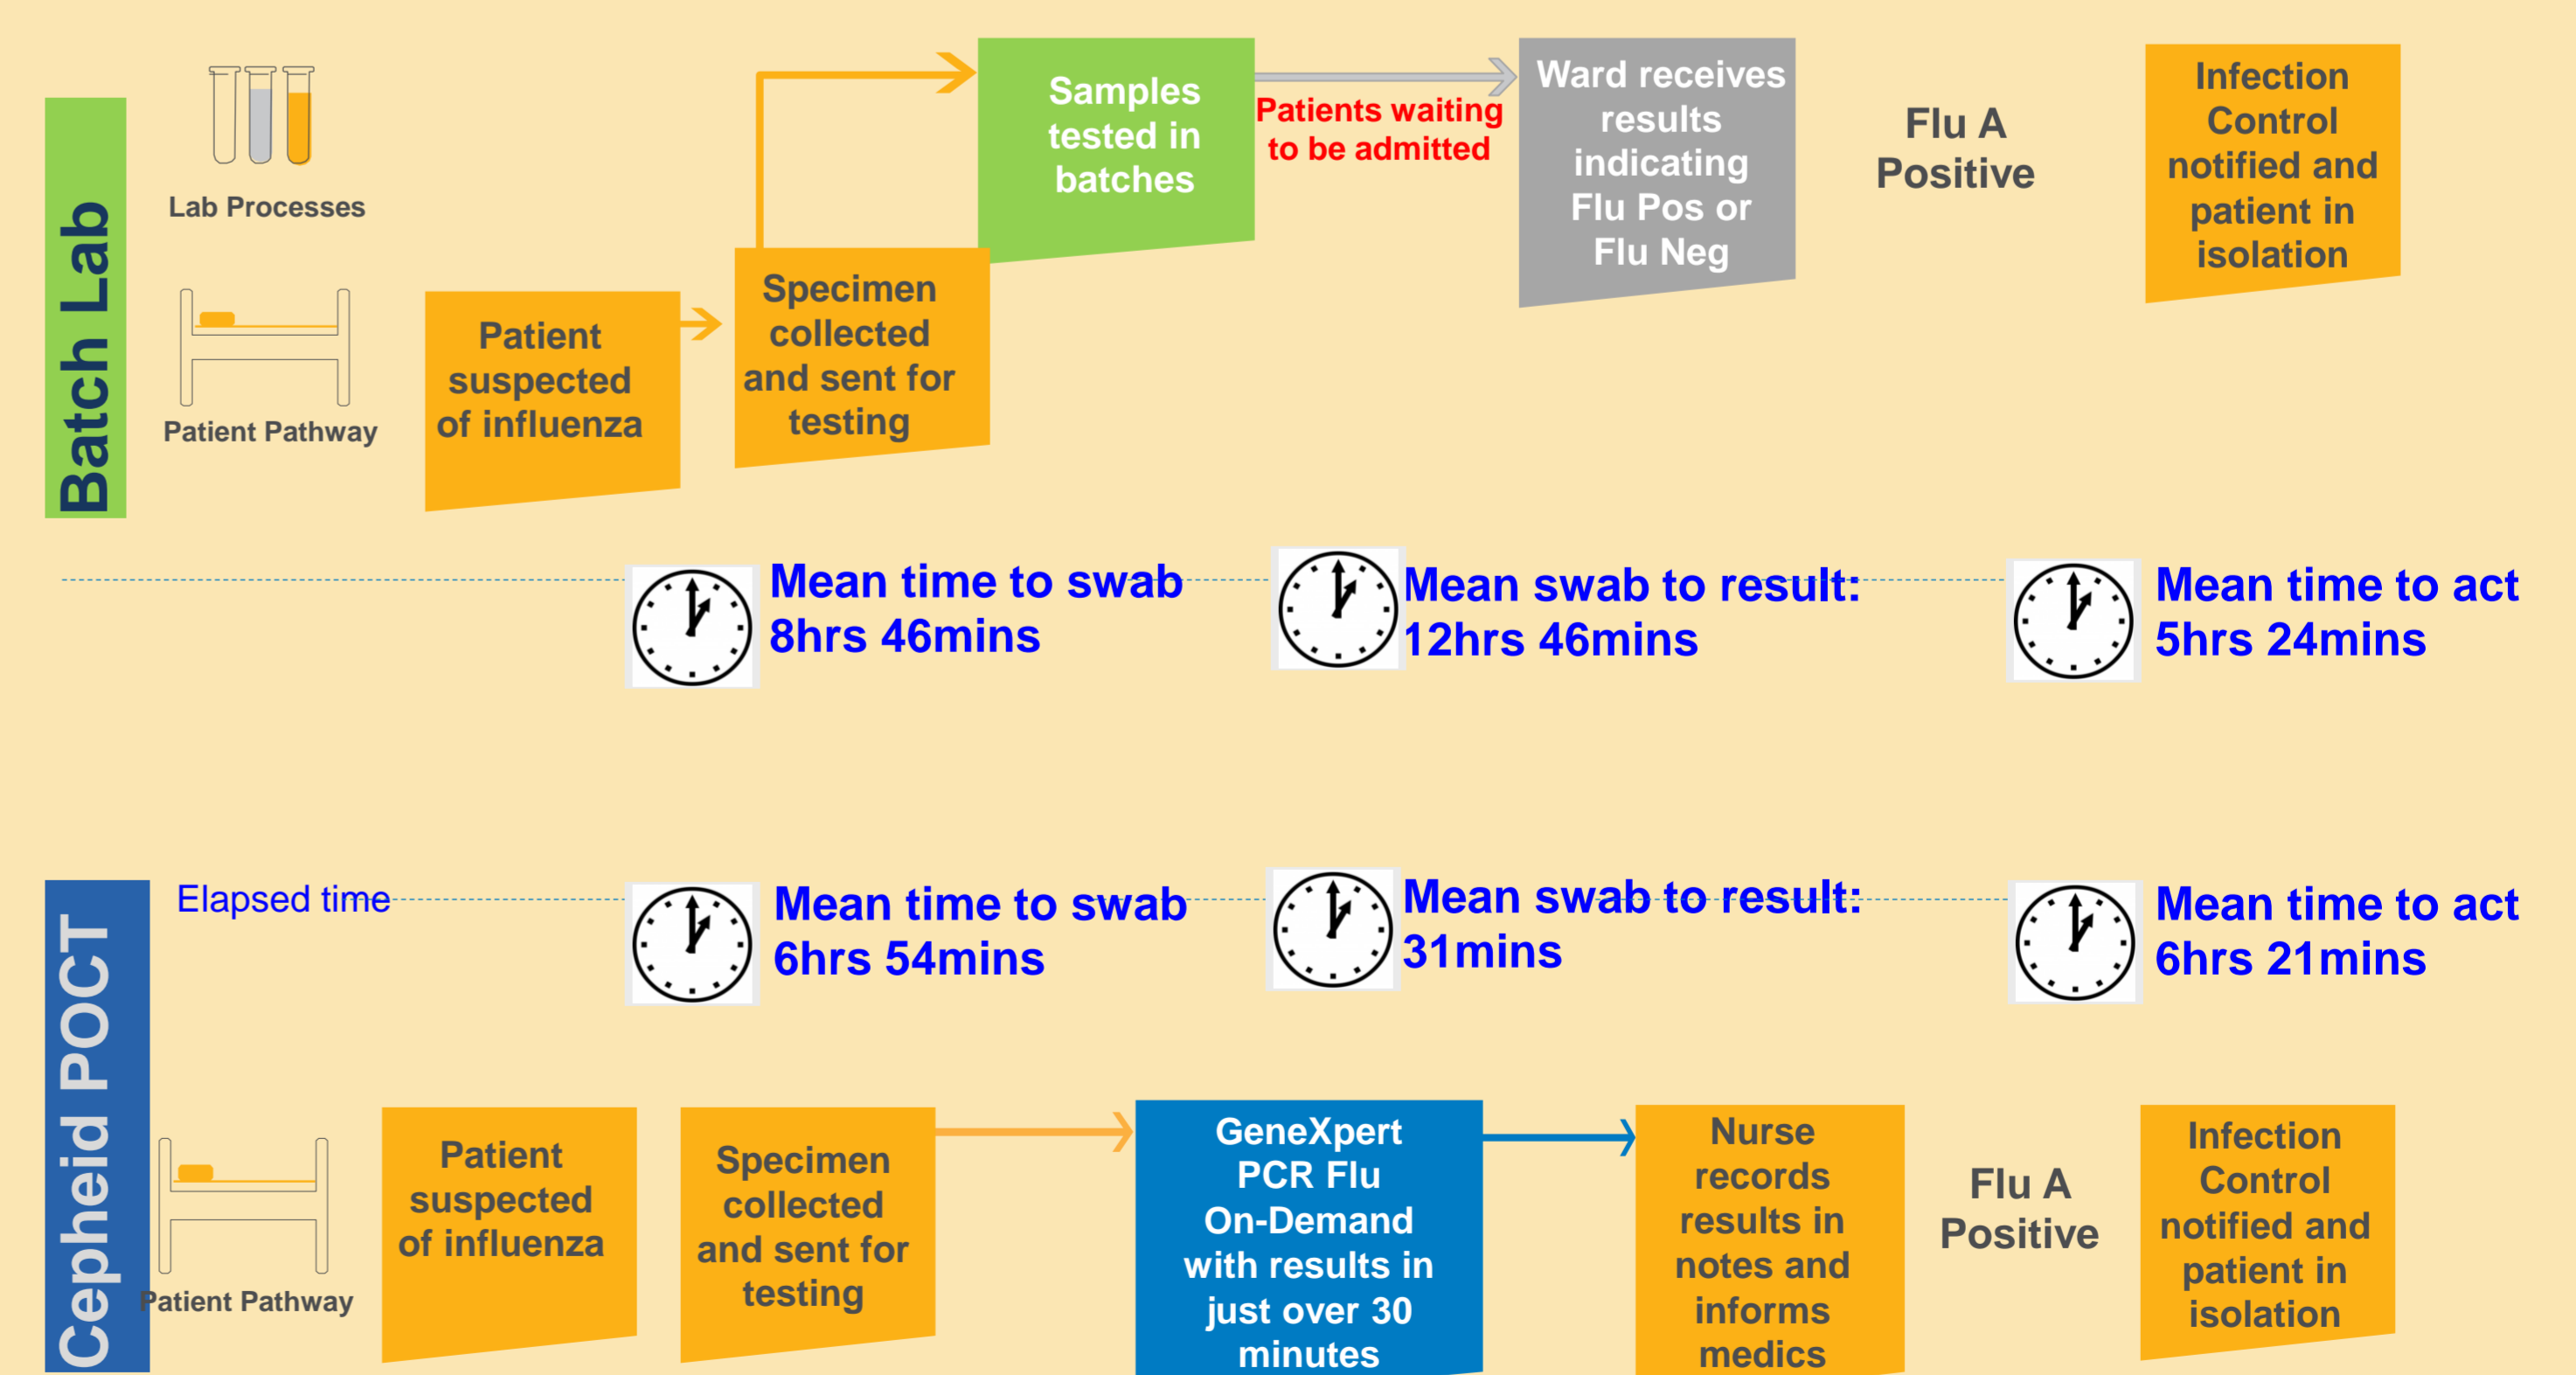 Batch Lab
Lab Processes
Patient Pathway
Patient
suspected
of influenza
Specimen
collected
and sent for
testing
Samples
tested in
batches
Patients waiting
to be admitted
Ward receives
results
indicating
Flu Pos or
Flu Neg
Flu A
Positive
Infection
Control
notified and
patient in
isolation
Mean time to swab
8hrs 46mins
Mean swab to result:
12hrs 46mins
Mean time to act
5hrs 24mins
Cepheid POCT
Elapsed time
Mean time to swab
6hrs 54mins
Mean swab to result:
31mins
Mean time to act
6hrs 21mins
Patient Pathway
Patient
suspected
of influenza
Specimen
collected
and sent for
testing
GeneXpert
PCR Flu
On-Demand
with results in
just over 30
minutes
Nurse
records
results in
notes and
informs
medics
Flu A
Positive
Infection
Control
notified and
patient in
isolation